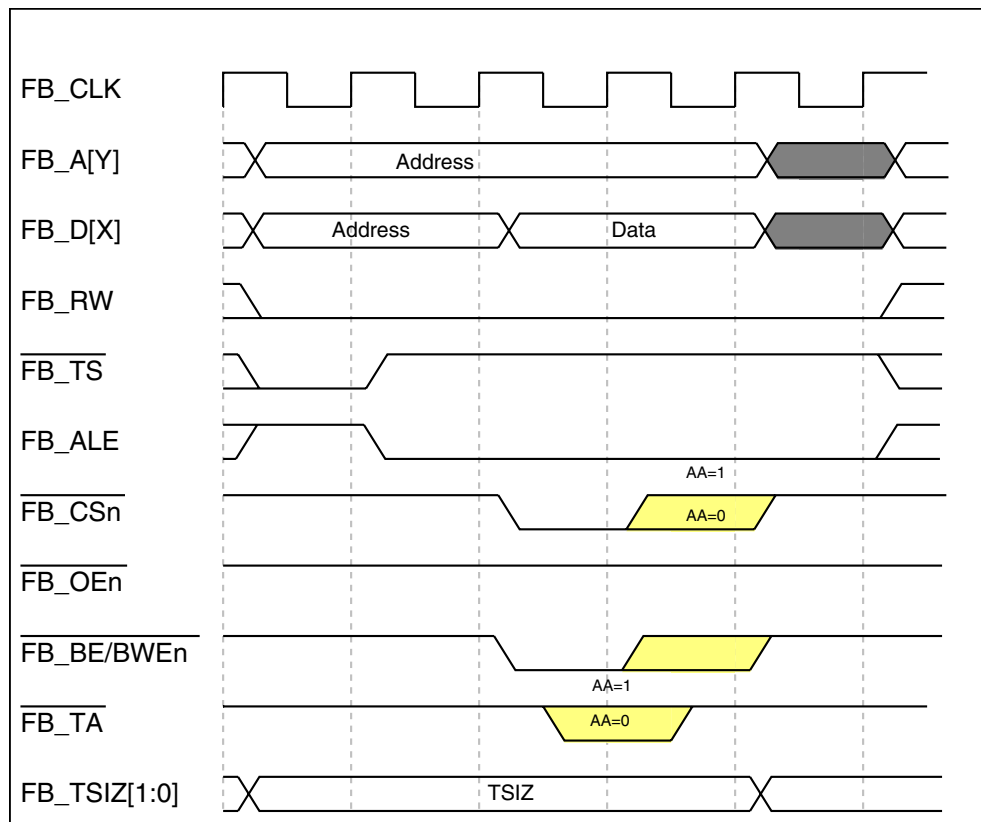 FB_CLK
FB_A[Y]
Address
FB_D[X]
Address
Data
FB_RW
FB_TS
FB_ALE
AA=1
FB_CSn
AA=0
FB_OEn
FB_BE/BWEn
AA=1
FB_TA
AA=0
FB_TSIZ[1:0]
TSIZ